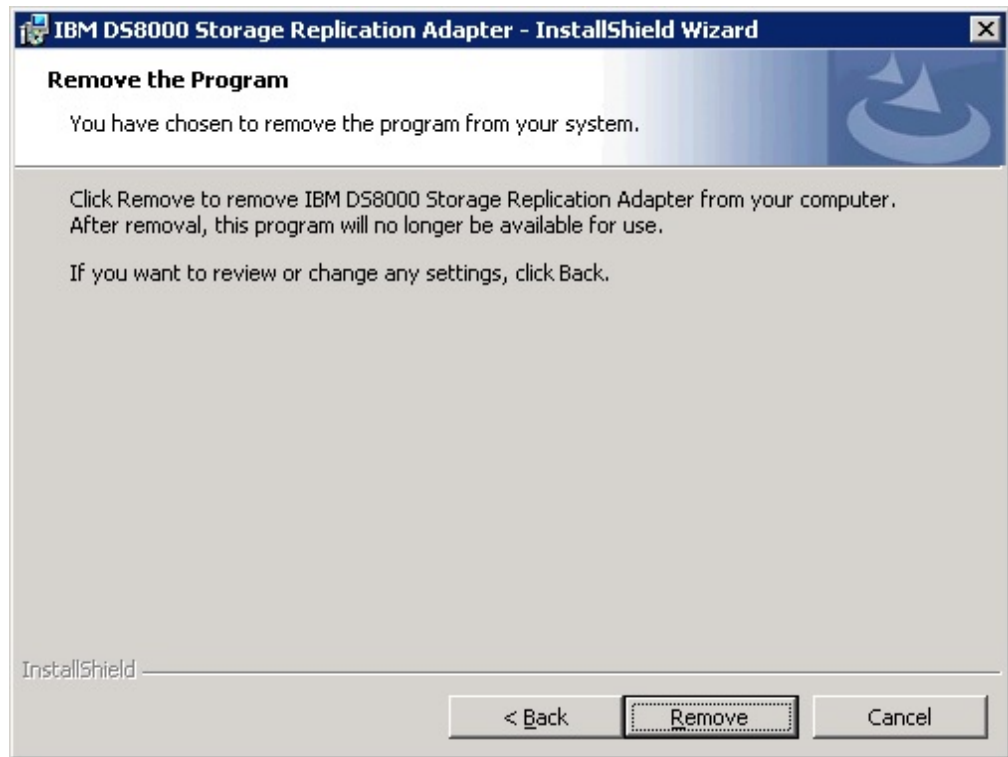 IBM DS8000 Storage Replication Adapter - InstallShield Wizard
Remove the Program
You have chosen to remove the program from your system.
Click Remove to remove IBM DS8000 Storage Replication Adapter from your computer.
After removal, this program will no longer be available for use.
If you want to review or change any settings, click Back.
InstallShield
< Back
Remove
Cancel